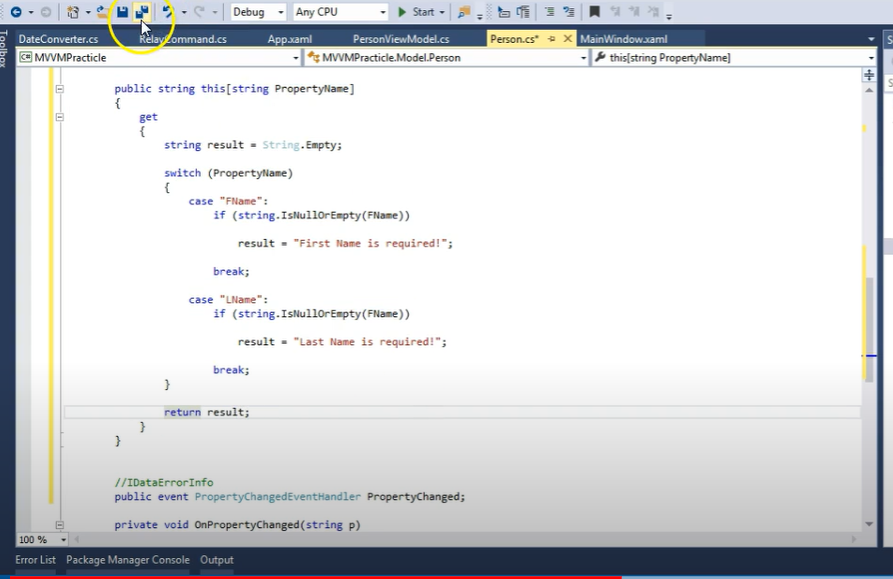 Debug Any CPU Start
Toolbox
DateConverter.cs RelayCommand.cs App.xaml PersonViewModel.cs Person.cs* MainWindow.xaml
C# MVVMPracticle MVVMPracticle.Model.Person this[string PropertyName]
public string this[string PropertyName]
{
get
{
string result = String.Empty;
switch (PropertyName)
{
case "FName":
if (string.IsNullOrEmpty(FName))
result = "First Name is required!";
break;
case "LName":
if (string.IsNullOrEmpty(FName))
result = "Last Name is required!";
break;
}
return result;
}
}
//IDataErrorInfo
public event PropertyChangedEventHandler PropertyChanged;
private void OnPropertyChanged(string p)
100 %
Error List Package Manager Console Output